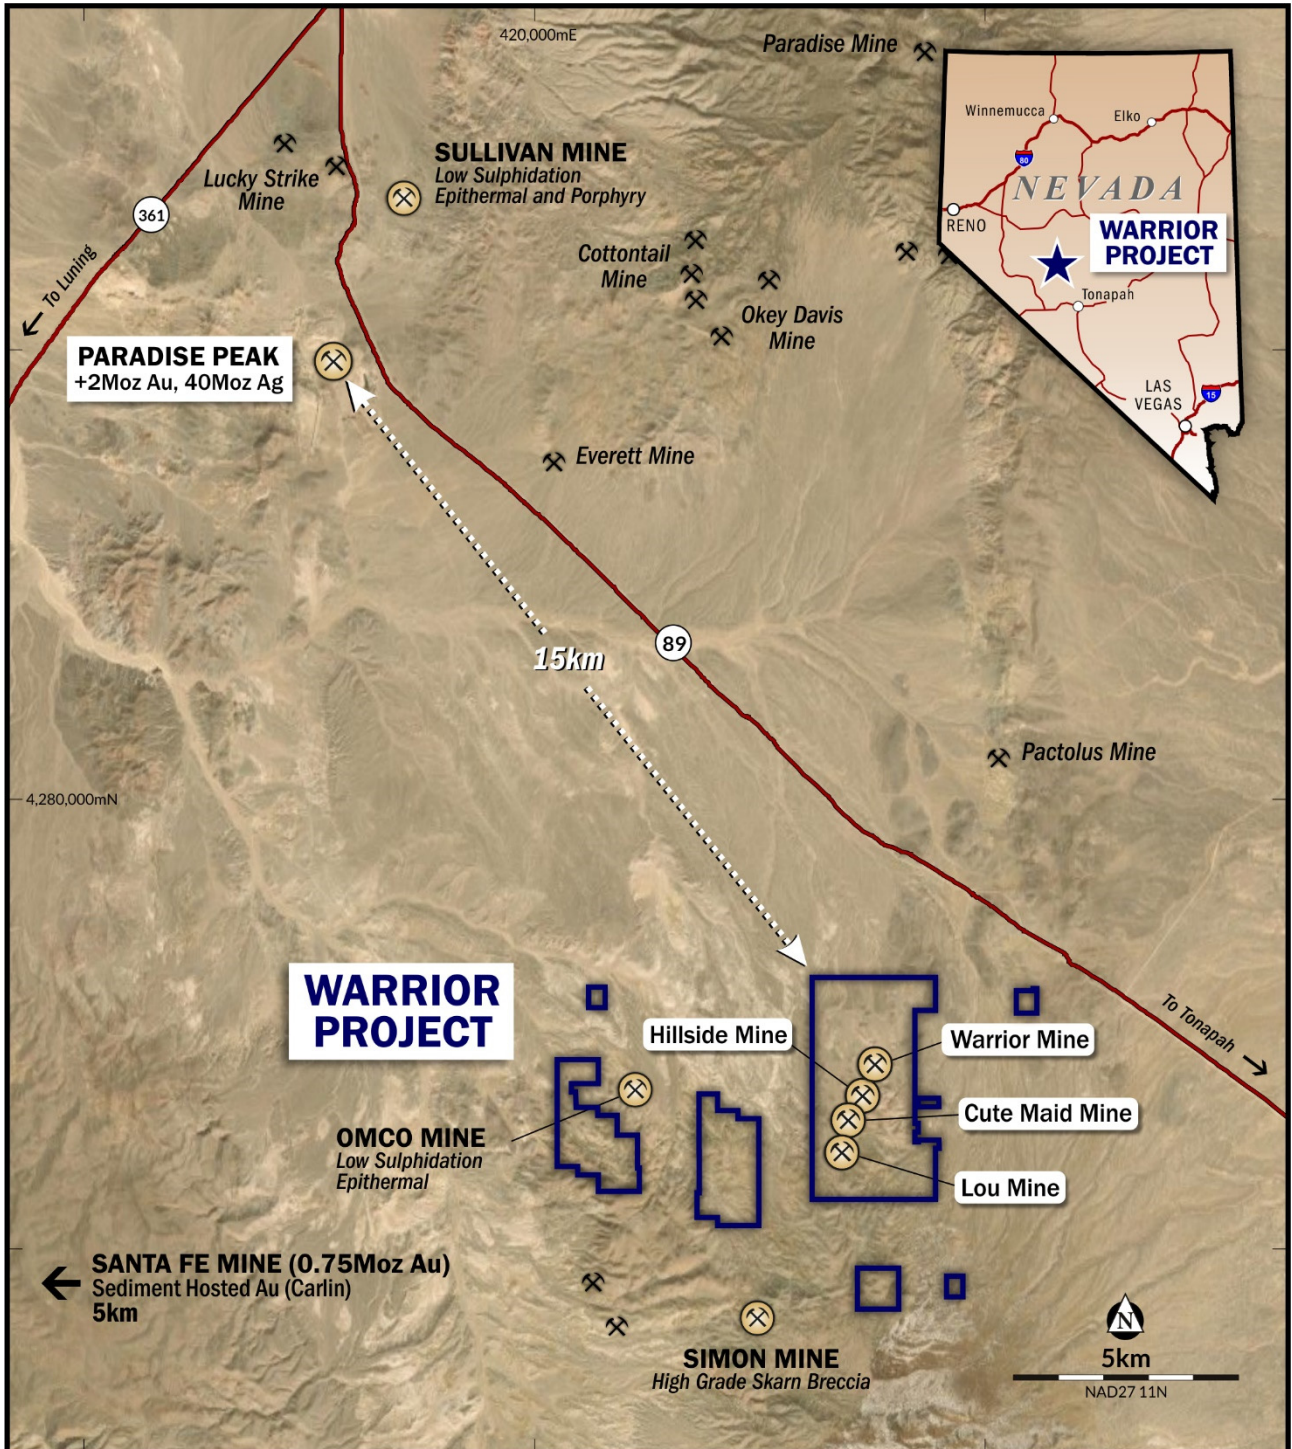 420,000mE
Paradise Mine
Winnemucca
Elko
80
NEVADA
RENO
WARRIOR
PROJECT
Tonapah
LAS
VEGAS
15
Lucky Strike
Mine
SULLIVAN MINE
Low Sulphidation
Epithermal and Porphyry
361
To Luning
Cottontail
Mine
Okey Davis
Mine
PARADISE PEAK
+2Moz Au, 40Moz Ag
Everett Mine
89
15km
Pactolus Mine
4,280,000mN
WARRIOR
PROJECT
To Tonapah
Hillside Mine
Warrior Mine
Cute Maid Mine
Lou Mine
OMCO MINE
Low Sulphidation
Epithermal
SANTA FE MINE (0.75Moz Au)
Sediment Hosted Au (Carlin)
5km
SIMON MINE
High Grade Skarn Breccia
N
5km
NAD27 11N